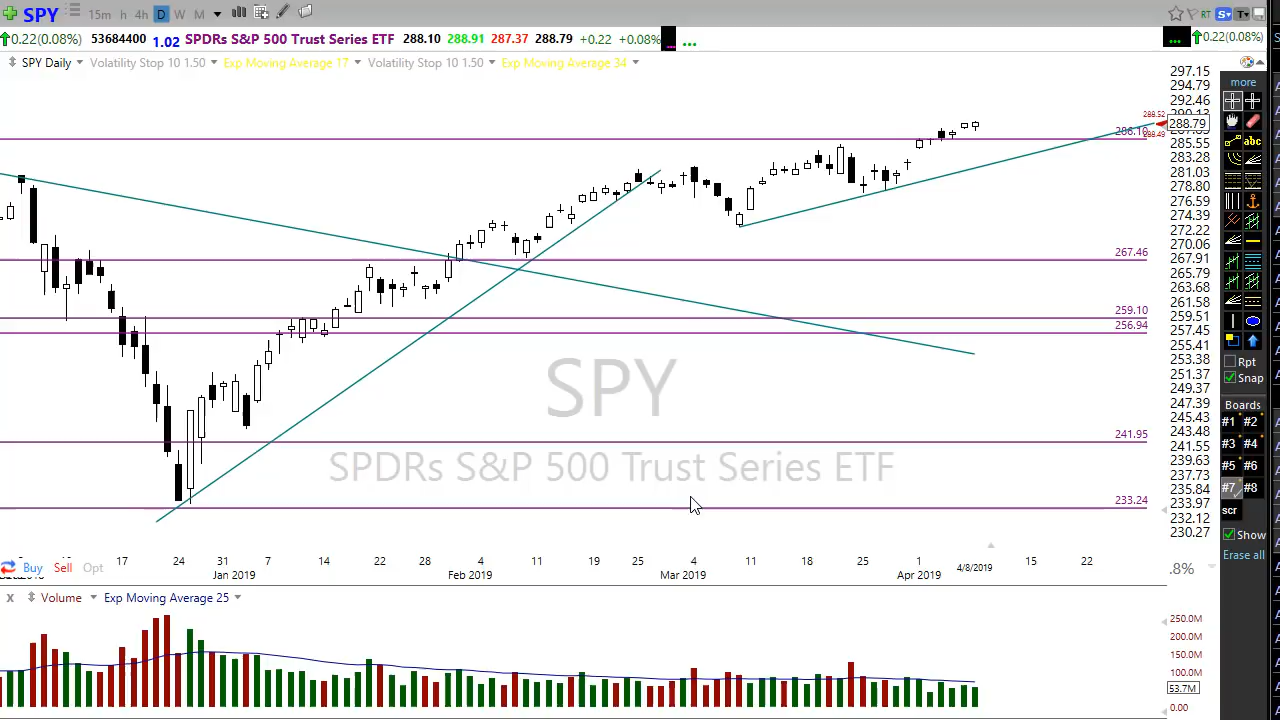 SPY 15m h 4h D W M RT S T
0.22(0.08%) 53684400 1.02 SPDRs S&P 500 Trust Series ETF 288.10 288.91 287.37 288.79 +0.22 +0.08% ... ... ... 0.22(0.08%)
SPY Daily Volatility Stop 10 1.50 Exp Moving Average 17 Volatility Stop 10 1.50 Exp Moving Average 34
297.15
294.79
292.46
288.52
288.79
286.10
288.49
285.55
283.28
281.03
278.80
276.59
274.39
272.22
270.06
267.46
267.91
265.79
263.68
261.58
259.10
259.51
256.94
257.45
255.41
253.38
251.37
249.37
247.39
245.43
243.48
241.95
241.55
239.63
237.73
235.84
233.24
233.97
232.12
230.27
SPY
SPDRs S&P 500 Trust Series ETF
more
abc
Rpt
Snap
Boards
#1 #2
#3 #4
#5 #6
#7 #8
scr
Show
Erase all
17 24 31 7 14 22 28 4 11 19 25 4 11 18 25 1 15 22
Jan 2019 Feb 2019 Mar 2019 Apr 2019 4/8/2019
Buy Sell Opt .8%
x Volume Exp Moving Average 25
250.0M
200.0M
150.0M
100.0M
53.7M
0.00